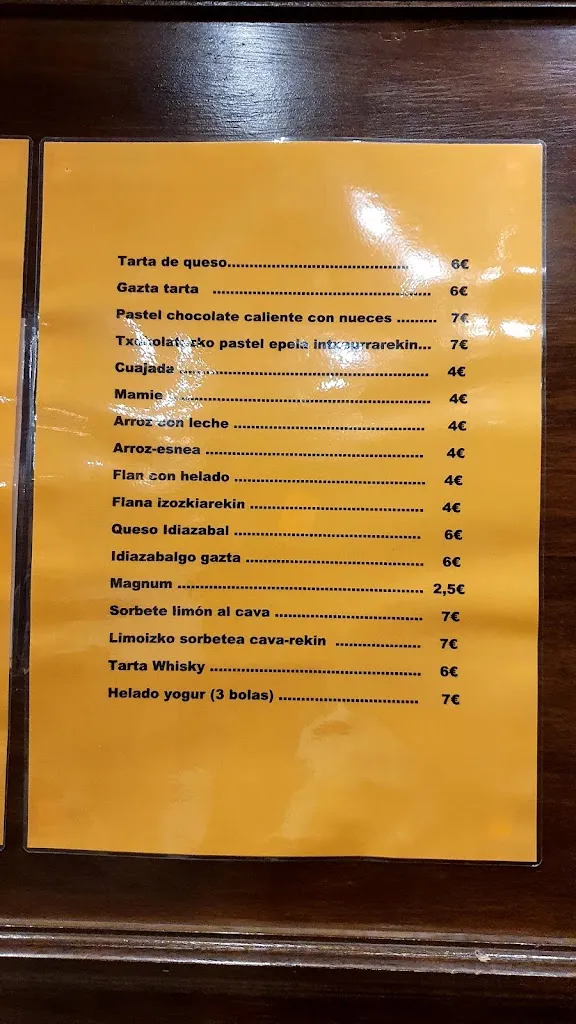 Tarta de queso............................................. 6€
Gazta tarta ..................................................... 6€
Pastel chocolate caliente con nueces ......... 7€
Txokolatezko pastel epela intxaurrarekin... 7€
Cuajada ............................................................. 4€
Mamie ............................................................... 4€
Arroz con leche ............................................... 4€
Arroz-esnea ..................................................... 4€
Flan con helado ............................................... 4€
Flana izozkiarekin ........................................... 4€
Queso Idiazabal ............................................... 6€
Idiazabalgo gazta ............................................ 6€
Magnum ............................................................ 2,5€
Sorbete limón al cava .................................... 7€
Limoizko sorbetea cava-rekin ..................... 7€
Tarta Whisky .................................................... 6€
Helado yogur (3 bolas) ................................... 7€